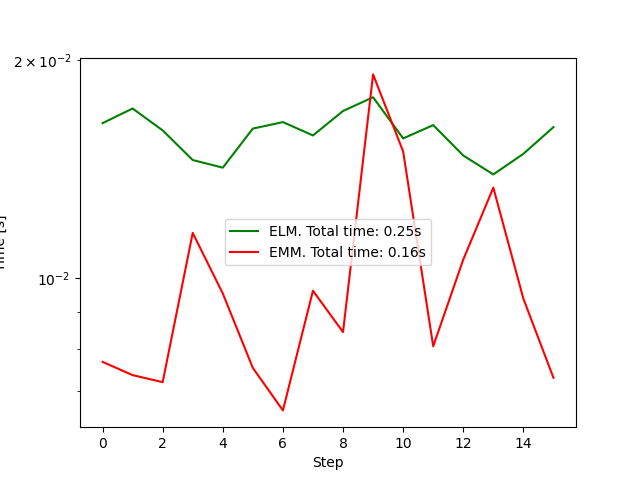 2 × 10⁻²
10⁻²
ELM. Total time: 0.25s
EMM. Total time: 0.16s
0 2 4 6 8 10 12 14
Step